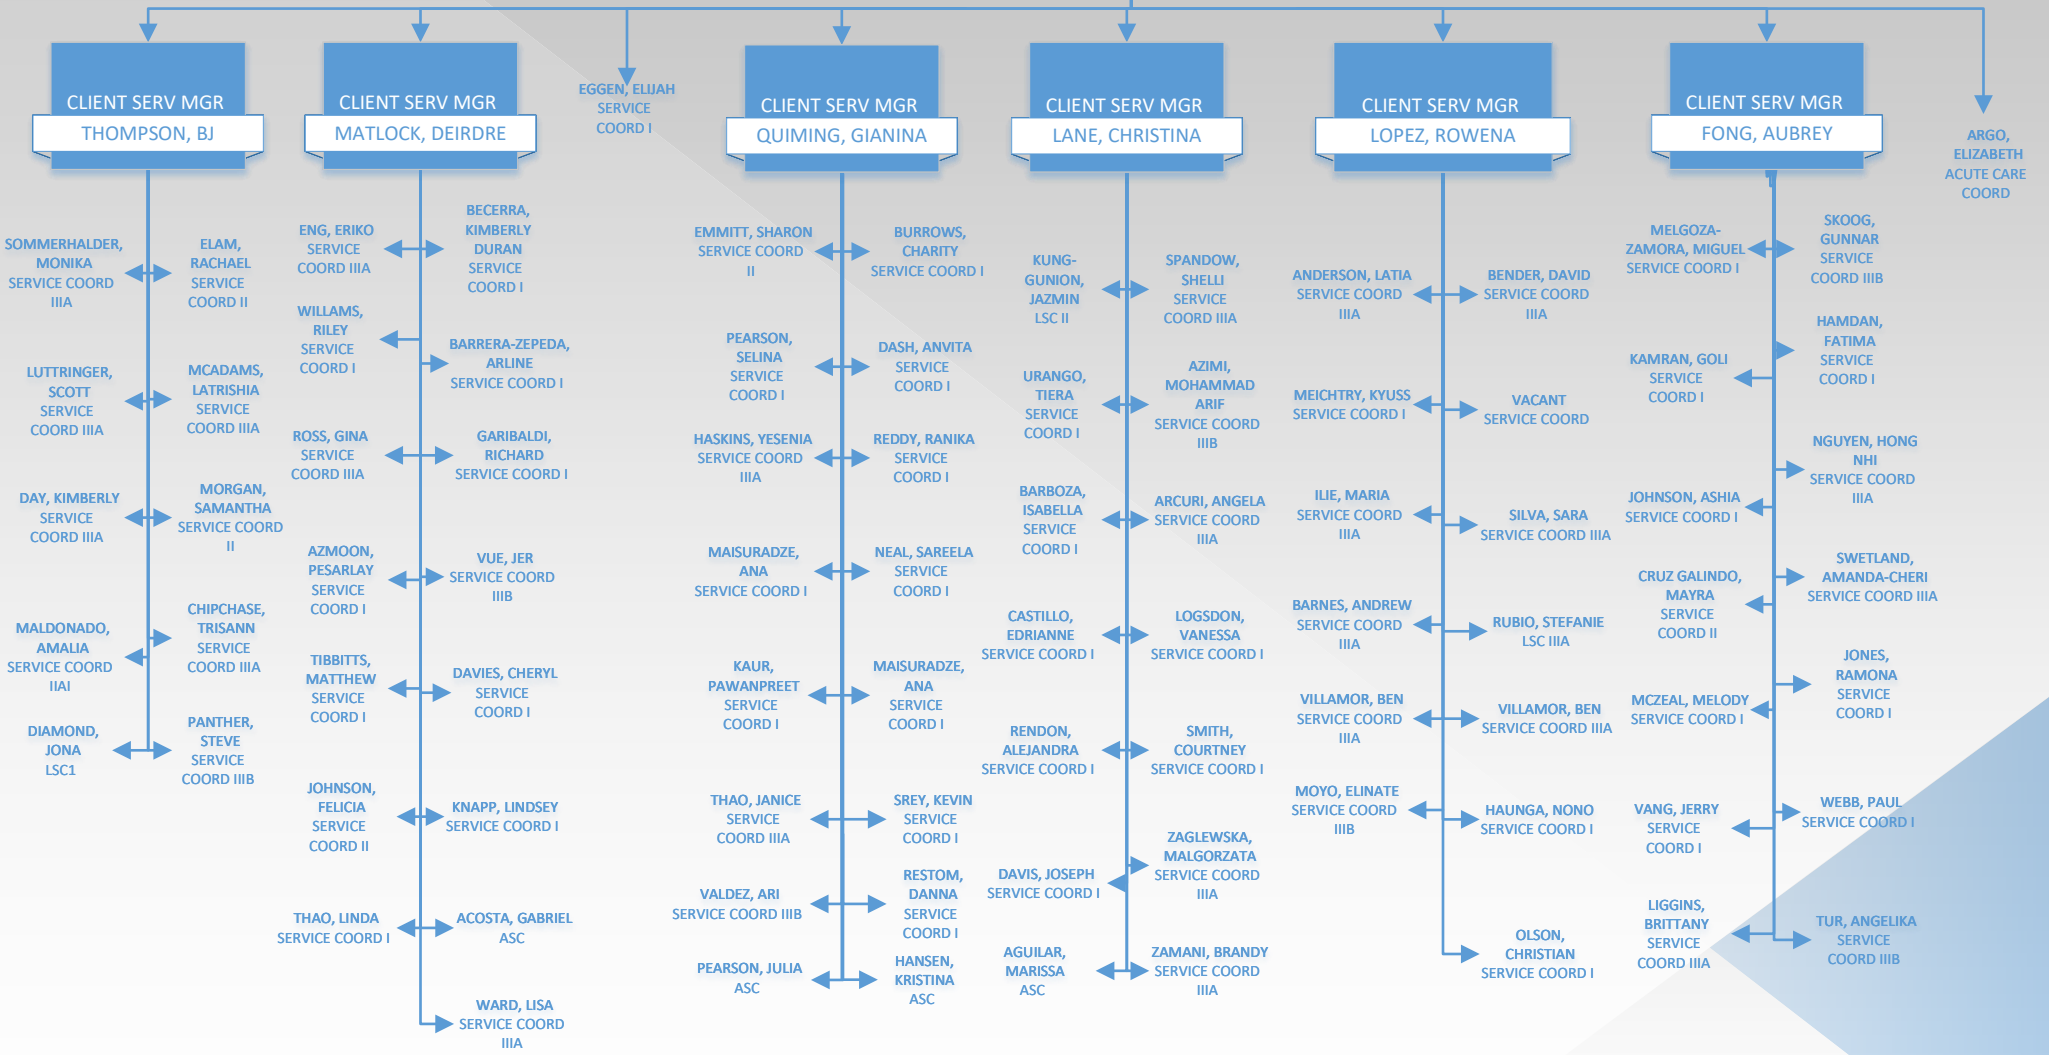 CLIENT SERV MGR
THOMPSON, BJ
SOMMERHALDER,
MONIKA
SERVICE COORD
IIIA
ELAM,
RACHAEL
SERVICE
COORD II
LUTTRINGER,
SCOTT
SERVICE
COORD IIIA
MCADAMS,
LATRISHIA
SERVICE
COORD IIIA
DAY, KIMBERLY
SERVICE
COORD IIIA
MORGAN,
SAMANTHA
SERVICE COORD
II
MALDONADO,
AMALIA
SERVICE COORD
IIAI
CHIPCHASE,
TRISANN
SERVICE
COORD IIIA
DIAMOND,
JONA
LSC1
PANTHER,
STEVE
SERVICE
COORD IIIB
CLIENT SERV MGR
MATLOCK, DEIRDRE
ENG, ERIKO
SERVICE
COORD IIIA
BECERRA,
KIMBERLY
DURAN
SERVICE
COORD I
WILLAMS,
RILEY
SERVICE
COORD I
BARRERA-ZEPEDA,
ARLINE
SERVICE COORD I
ROSS, GINA
SERVICE
COORD IIIA
GARIBALDI,
RICHARD
SERVICE COORD I
AZMOON,
PESARLAY
SERVICE
COORD I
VUE, JER
SERVICE COORD
IIIB
TIBBITTS,
MATTHEW
SERVICE
COORD I
DAVIES, CHERYL
SERVICE
COORD I
JOHNSON,
FELICIA
SERVICE
COORD II
KNAPP, LINDSEY
SERVICE COORD I
THAO, LINDA
SERVICE COORD I
ACOSTA, GABRIEL
ASC
WARD, LISA
SERVICE COORD
IIIA
EGGEN, ELIJAH
SERVICE
COORD I
CLIENT SERV MGR
QUIMING, GIANINA
EMMITT, SHARON
SERVICE COORD
II
BURROWS,
CHARITY
SERVICE COORD I
PEARSON,
SELINA
SERVICE
COORD I
DASH, ANVITA
SERVICE
COORD I
HASKINS, YESENIA
SERVICE COORD
IIIA
REDDY, RANIKA
SERVICE
COORD I
MAISURADZE,
ANA
SERVICE COORD I
NEAL, SAREELA
SERVICE
COORD I
KAUR,
PAWANPREET
SERVICE
COORD I
MAISURADZE,
ANA
SERVICE
COORD I
THAO, JANICE
SERVICE
COORD IIIA
SREY, KEVIN
SERVICE
COORD I
VALDEZ, ARI
SERVICE COORD IIIB
RESTOM,
DANNA
SERVICE
COORD I
PEARSON, JULIA
ASC
HANSEN,
KRISTINA
ASC
CLIENT SERV MGR
LANE, CHRISTINA
KUNG-
GUNION,
JAZMIN
LSC II
SPANDOW,
SHELLI
SERVICE
COORD IIIA
URANGO,
TIERA
SERVICE
COORD I
AZIMI,
MOHAMMAD
ARIF
SERVICE COORD
IIIB
BARBOZA,
ISABELLA
SERVICE
COORD I
ARCURI, ANGELA
SERVICE COORD
IIIA
CASTILLO,
EDRIANNE
SERVICE COORD I
LOGSDON,
VANESSA
SERVICE COORD I
RENDON,
ALEJANDRA
SERVICE COORD I
SMITH,
COURTNEY
SERVICE COORD I
DAVIS, JOSEPH
SERVICE COORD I
ZAGLEWSKA,
MALGORZATA
SERVICE COORD
IIIA
AGUILAR,
MARISSA
ASC
ZAMANI, BRANDY
SERVICE COORD
IIIA
CLIENT SERV MGR
LOPEZ, ROWENA
ANDERSON, LATIA
SERVICE COORD
IIIA
BENDER, DAVID
SERVICE COORD
IIIA
MEICHTRY, KYUSS
SERVICE COORD I
VACANT
SERVICE COORD
ILIE, MARIA
SERVICE COORD
IIIA
SILVA, SARA
SERVICE COORD IIIA
BARNES, ANDREW
SERVICE COORD
IIIA
RUBIO, STEFANIE
LSC IIIA
VILLAMOR, BEN
SERVICE COORD
IIIA
VILLAMOR, BEN
SERVICE COORD IIIA
MOYO, ELINATE
SERVICE COORD
IIIB
HAUNGA, NONO
SERVICE COORD I
OLSON,
CHRISTIAN
SERVICE COORD I
CLIENT SERV MGR
FONG, AUBREY
MELGOZA-
ZAMORA, MIGUEL
SERVICE COORD I
SKOOG,
GUNNAR
SERVICE
COORD IIIB
KAMRAN, GOLI
SERVICE
COORD I
HAMDAN,
FATIMA
SERVICE
COORD I
JOHNSON, ASHIA
SERVICE COORD I
NGUYEN, HONG
NHI
SERVICE COORD
IIIA
CRUZ GALINDO,
MAYRA
SERVICE
COORD II
SWETLAND,
AMANDA-CHERI
SERVICE COORD IIIA
MCZEAL, MELODY
SERVICE COORD I
JONES,
RAMONA
SERVICE
COORD I
VANG, JERRY
SERVICE
COORD I
WEBB, PAUL
SERVICE COORD I
LIGGINS,
BRITTANY
SERVICE
COORD IIIA
TUR, ANGELIKA
SERVICE
COORD IIIB
ARGO,
ELIZABETH
ACUTE CARE
COORD